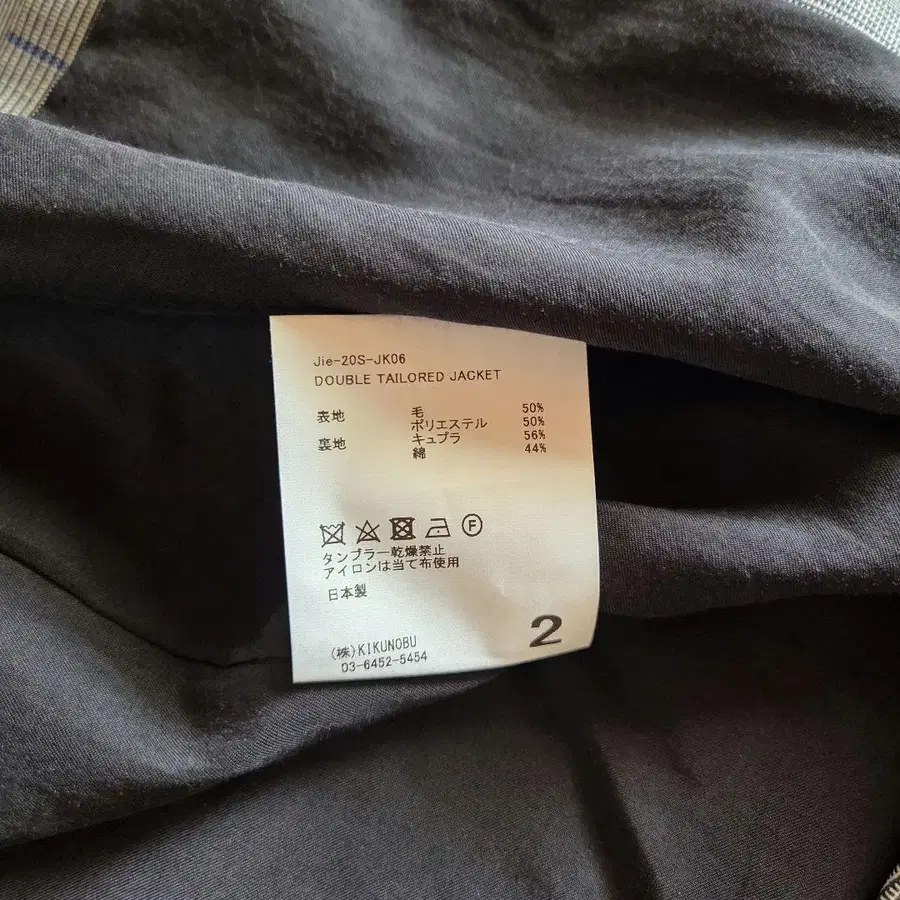 Jie-20S-JK06
DOUBLE TAILORED JACKET
表地 毛 50%
ポリエステル 50%
裏地 キュプラ 56%
綿 44%
F
タンブラー乾燥禁止
アイロンは当て布使用
日本製
2
(株)KIKUNOBU
03-6452-5454